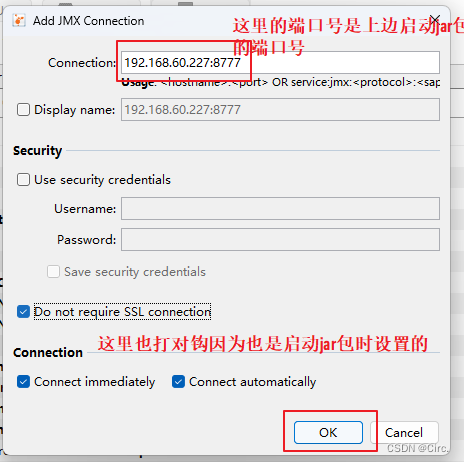 Add JMX Connection
这里的端口号是上边启动jar包
的端口号
Connection:
192.168.60.227:8777
Usage: <hostname>:<port> OR service:jmx:<protocol>:<sap
Display name:
192.168.60.227:8777
Security
Use security credentials
Username:
Password:
Save security credentials
Do not require SSL connection
这里也打对钩因为也是启动jar包时设置的
Connection
Connect immediately
Connect automatically
OK
Cancel
CSDN @Circ.